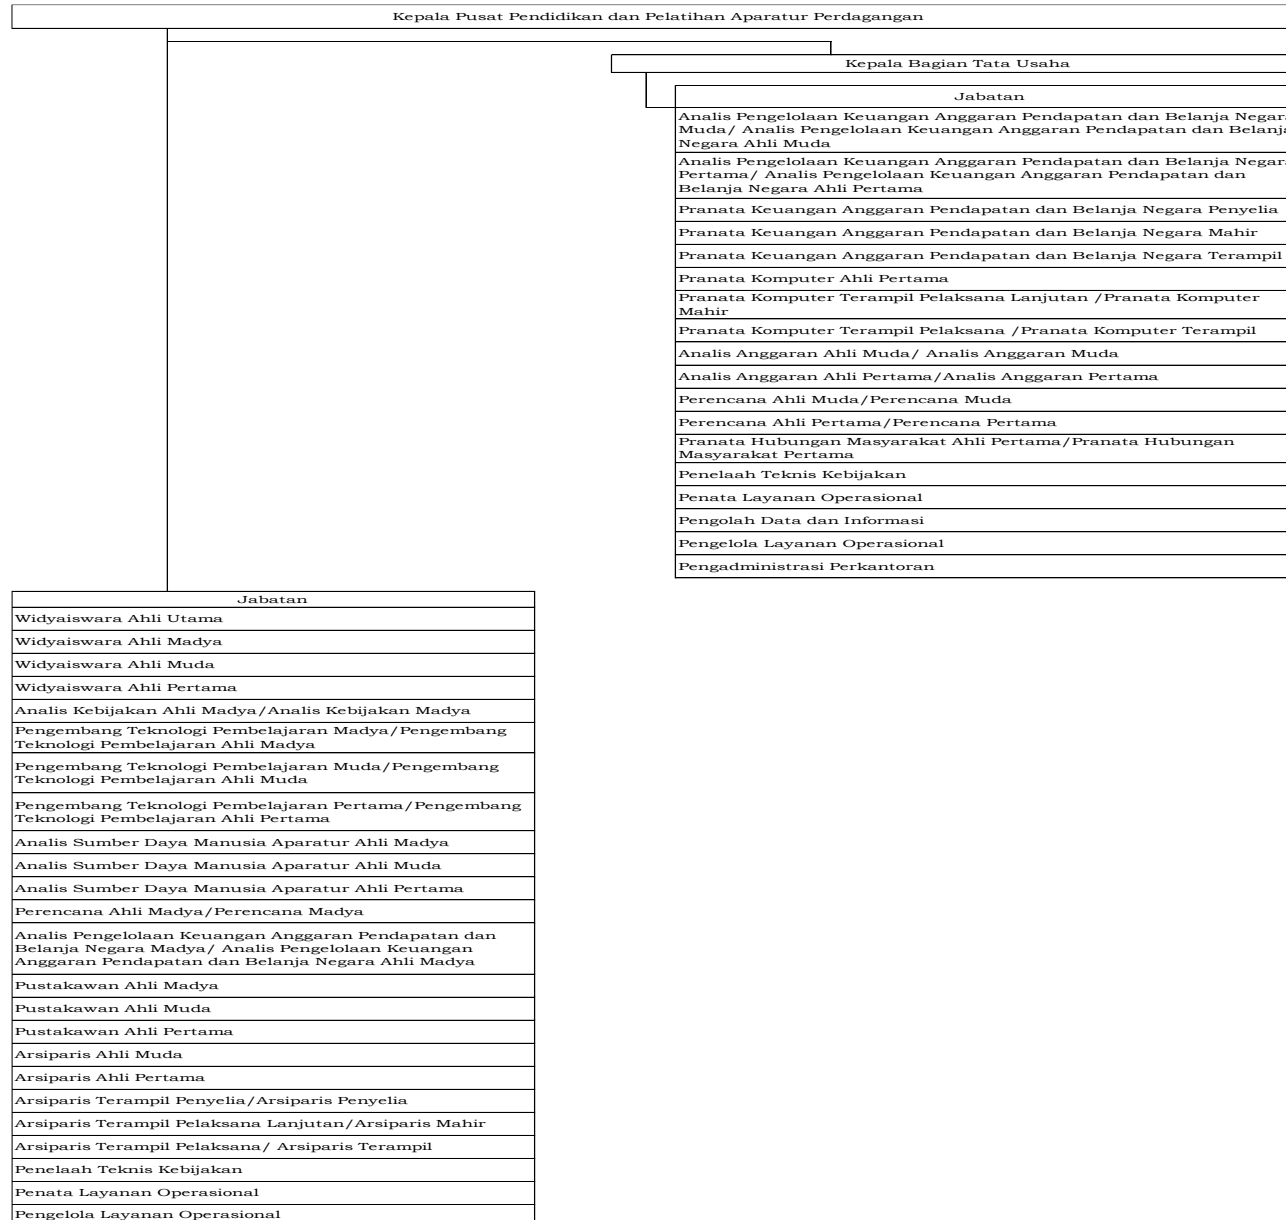 Kepala Pusat Pendidikan dan Pelatihan Aparatur Perdagangan
Kepala Bagian Tata Usaha
Jabatan
Analis Pengelolaan Keuangan Anggaran Pendapatan dan Belanja Negara
Muda/ Analis Pengelolaan Keuangan Anggaran Pendapatan dan Belanja
Negara Ahli Muda
Analis Pengelolaan Keuangan Anggaran Pendapatan dan Belanja Negara
Pertama/ Analis Pengelolaan Keuangan Anggaran Pendapatan dan
Belanja Negara Ahli Pertama
Pranata Keuangan Anggaran Pendapatan dan Belanja Negara Penyelia
Pranata Keuangan Anggaran Pendapatan dan Belanja Negara Mahir
Pranata Keuangan Anggaran Pendapatan dan Belanja Negara Terampil
Pranata Komputer Ahli Pertama
Pranata Komputer Terampil Pelaksana Lanjutan /Pranata Komputer
Mahir
Pranata Komputer Terampil Pelaksana /Pranata Komputer Terampil
Analis Anggaran Ahli Muda/ Analis Anggaran Muda
Analis Anggaran Ahli Pertama/Analis Anggaran Pertama
Perencana Ahli Muda/Perencana Muda
Perencana Ahli Pertama/Perencana Pertama
Pranata Hubungan Masyarakat Ahli Pertama/Pranata Hubungan
Masyarakat Pertama
Penelaah Teknis Kebijakan
Penata Layanan Operasional
Pengolah Data dan Informasi
Pengelola Layanan Operasional
Pengadministrasi Perkantoran
Jabatan
Widyaiswara Ahli Utama
Widyaiswara Ahli Madya
Widyaiswara Ahli Muda
Widyaiswara Ahli Pertama
Analis Kebijakan Ahli Madya/Analis Kebijakan Madya
Pengembang Teknologi Pembelajaran Madya/Pengembang
Teknologi Pembelajaran Ahli Madya
Pengembang Teknologi Pembelajaran Muda/Pengembang
Teknologi Pembelajaran Ahli Muda
Pengembang Teknologi Pembelajaran Pertama/Pengembang
Teknologi Pembelajaran Ahli Pertama
Analis Sumber Daya Manusia Aparatur Ahli Madya
Analis Sumber Daya Manusia Aparatur Ahli Muda
Analis Sumber Daya Manusia Aparatur Ahli Pertama
Perencana Ahli Madya/Perencana Madya
Analis Pengelolaan Keuangan Anggaran Pendapatan dan
Belanja Negara Madya/ Analis Pengelolaan Keuangan
Anggaran Pendapatan dan Belanja Negara Ahli Madya
Pustakawan Ahli Madya
Pustakawan Ahli Muda
Pustakawan Ahli Pertama
Arsiparis Ahli Muda
Arsiparis Ahli Pertama
Arsiparis Terampil Penyelia/Arsiparis Penyelia
Arsiparis Terampil Pelaksana Lanjutan/Arsiparis Mahir
Arsiparis Terampil Pelaksana/ Arsiparis Terampil
Penelaah Teknis Kebijakan
Penata Layanan Operasional
Pengelola Layanan Operasional